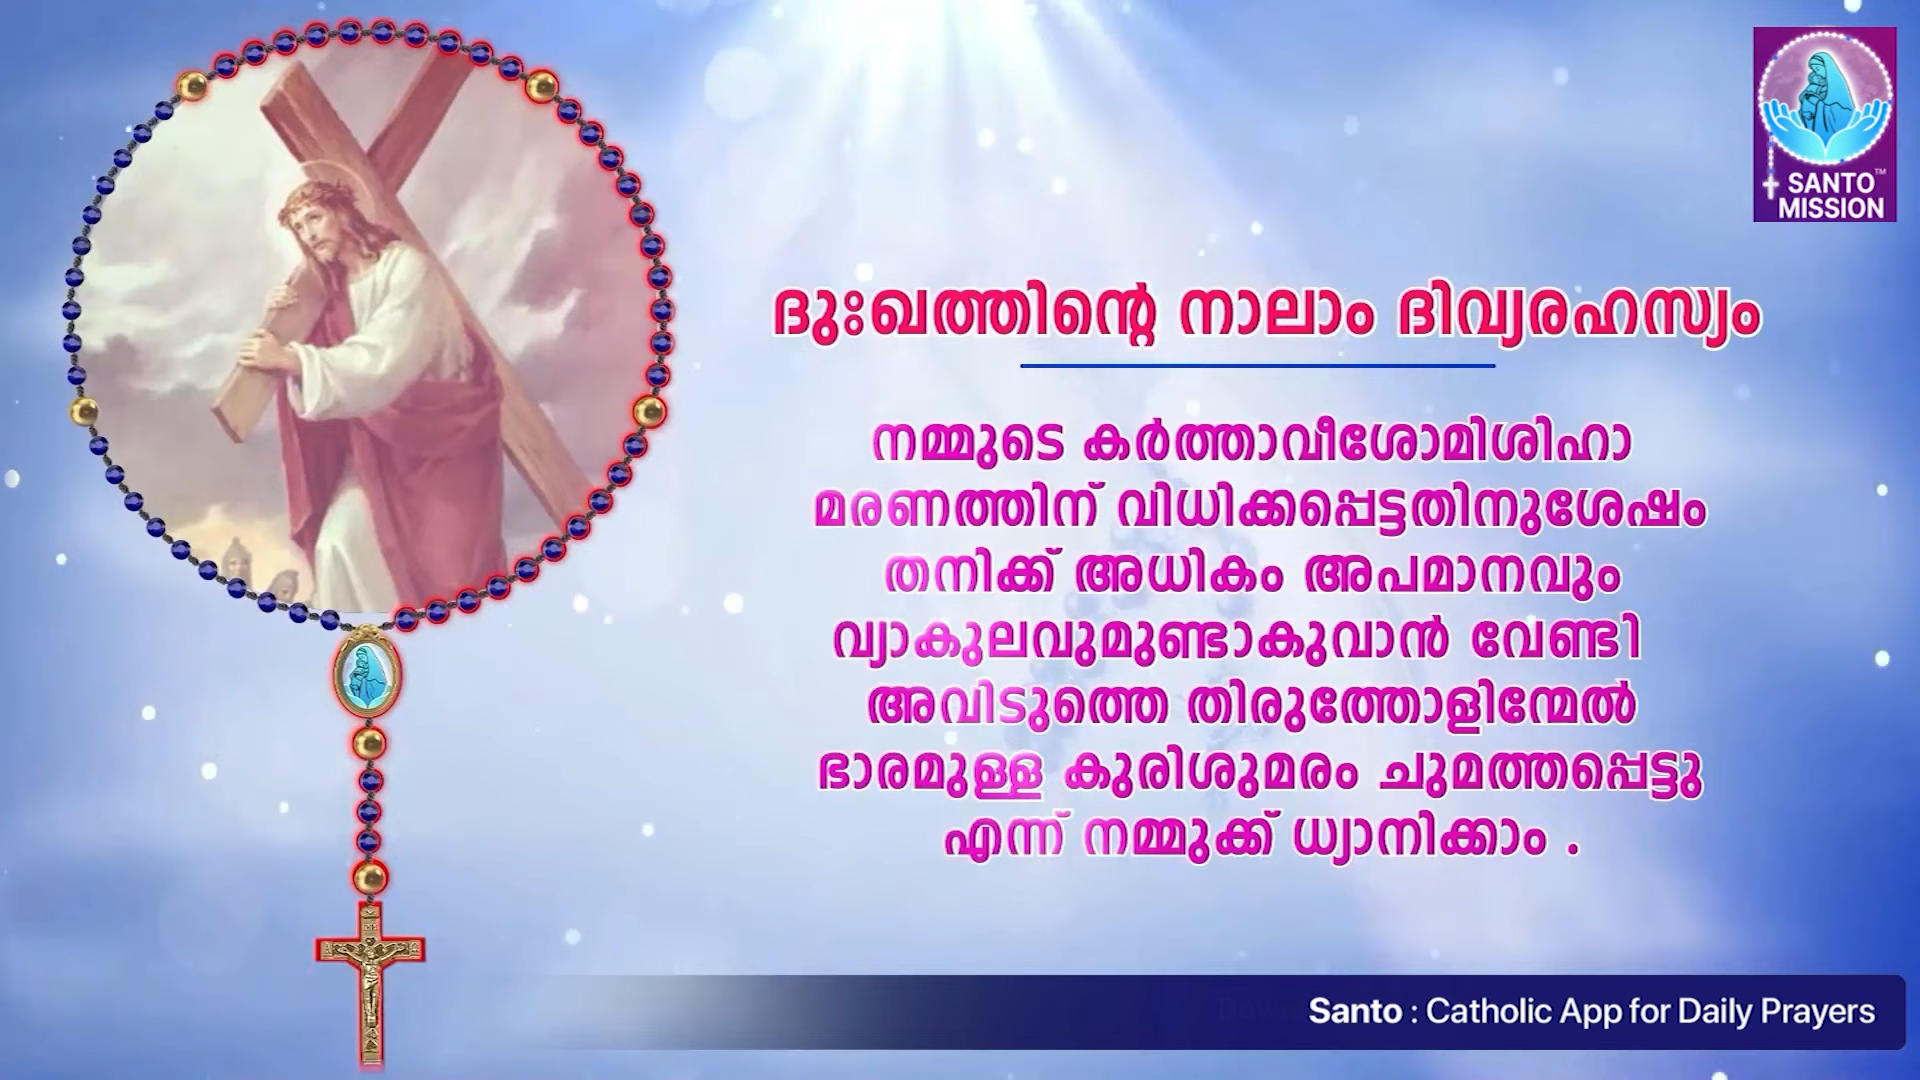 SANTO™
MISSION
ദുഃഖത്തിന്റെ നാലാം ദിവ്യരഹസ്യം
നമ്മുടെ കർത്താവീശോമിശിഹാ
മരണത്തിന് വിധിക്കപ്പെട്ടതിനുശേഷം
തനിക്ക് അധികം അപമാനവും
വ്യാകുലവുമുണ്ടാകുവാൻ വേണ്ടി
അവിടുത്തെ തിരുത്തോളിന്മേൽ
ഭാരമുള്ള കുരിശുമരം ചുമത്തപ്പെട്ടു
എന്ന് നമ്മുക്ക് ധ്യാനിക്കാം .
Santo : Catholic App for Daily Prayers